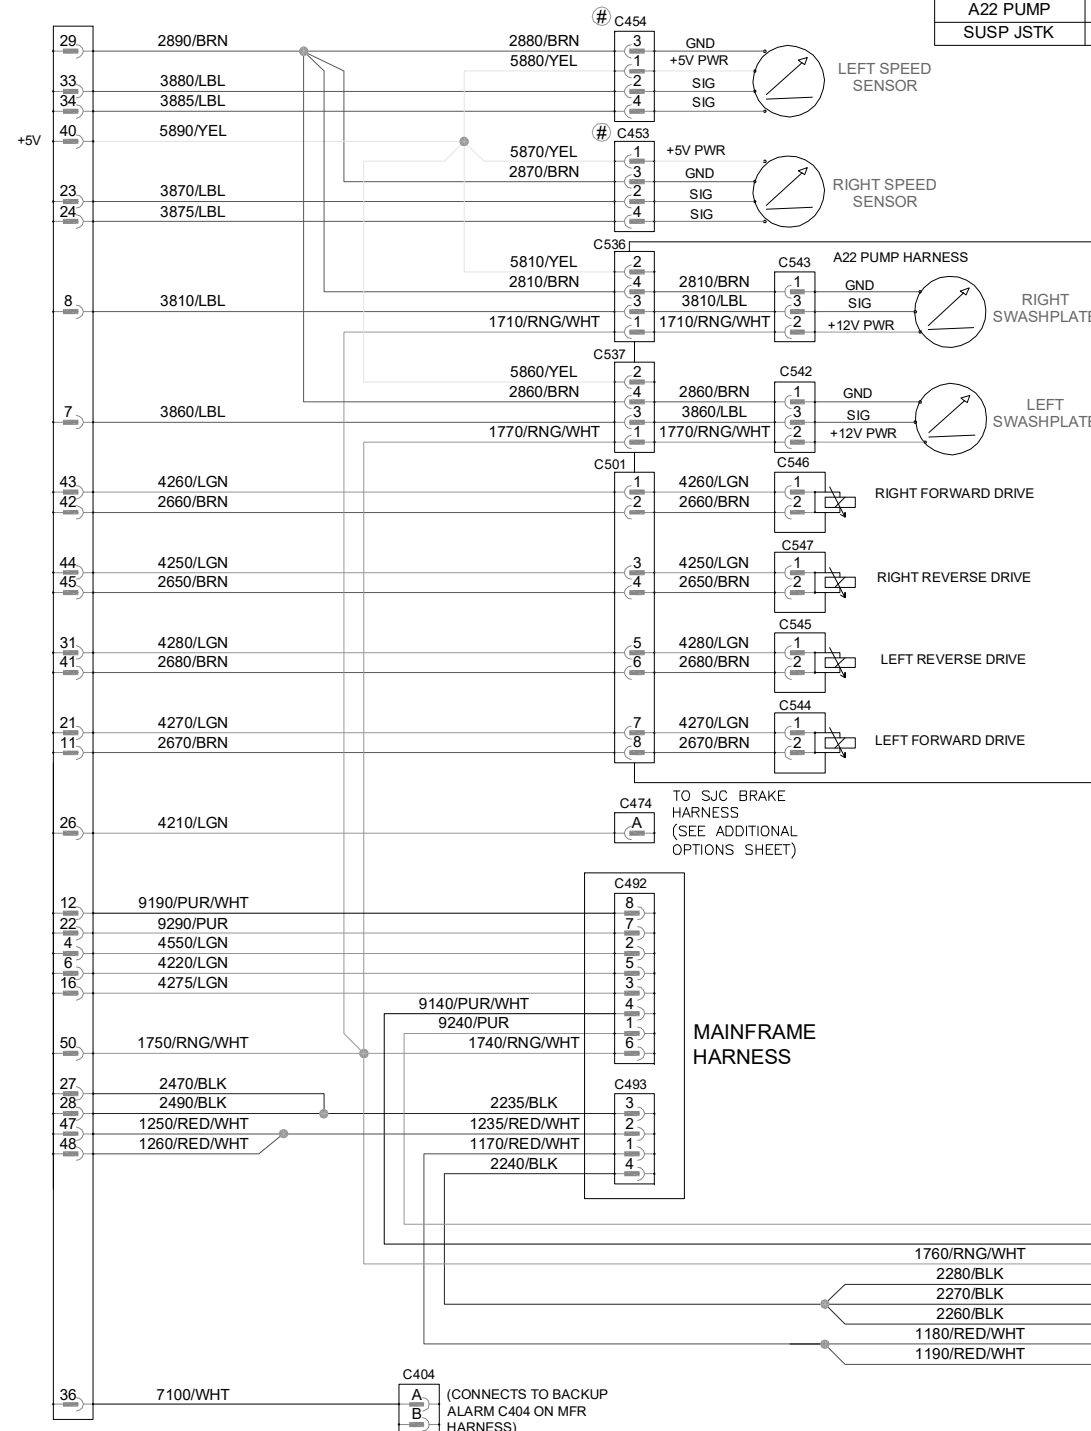 A22 PUMP
SUSP JSTK
# C454
29 2890/BRN 2880/BRN 3 GND
5880/YEL 1 +5V PWR
LEFT SPEED
SENSOR
33 3880/LBL 2 SIG
34 3885/LBL 4 SIG
+5V 40 5890/YEL
# C453
5870/YEL 1 +5V PWR
2870/BRN 3 GND
RIGHT SPEED
SENSOR
23 3870/LBL 2 SIG
24 3875/LBL 4 SIG
C536
A22 PUMP HARNESS
5810/YEL 2 C543
2810/BRN 4 2810/BRN 1 GND
8 3810/LBL 3 3810/LBL 3 SIG
RIGHT
SWASHPLATE
1710/RNG/WHT 1 1710/RNG/WHT 2 +12V PWR
C537
5860/YEL 2 C542
2860/BRN 4 2860/BRN 1 GND
7 3860/LBL 3 3860/LBL 3 SIG
LEFT
SWASHPLATE
1770/RNG/WHT 1 1770/RNG/WHT 2 +12V PWR
C501 C546
43 4260/LGN 1 4260/LGN 1
42 2660/BRN 2 2660/BRN 2
RIGHT FORWARD DRIVE
C547
44 4250/LGN 3 4250/LGN 1
45 2650/BRN 4 2650/BRN 2
RIGHT REVERSE DRIVE
C545
31 4280/LGN 5 4280/LGN 1
41 2680/BRN 6 2680/BRN 2
LEFT REVERSE DRIVE
C544
21 4270/LGN 7 4270/LGN 1
11 2670/BRN 8 2670/BRN 2
LEFT FORWARD DRIVE
C474
26 4210/LGN A
TO SJC BRAKE
HARNESS
(SEE ADDITIONAL
OPTIONS SHEET)
C492
12 9190/PUR/WHT 8
22 9290/PUR 7
4 4550/LGN 2
6 4220/LGN 5
16 4275/LGN 3
9140/PUR/WHT 4
9240/PUR 1
50 1750/RNG/WHT 1740/RNG/WHT 6
MAINFRAME
HARNESS
C493
27 2470/BLK
28 2490/BLK 2235/BLK 3
47 1250/RED/WHT 1235/RED/WHT 2
48 1260/RED/WHT 1170/RED/WHT 1
2240/BLK 4
1760/RNG/WHT
2280/BLK
2270/BLK
2260/BLK
1180/RED/WHT
1190/RED/WHT
C404
36 7100/WHT A
B
(CONNECTS TO BACKUP
ALARM C404 ON MFR
HARNESS)